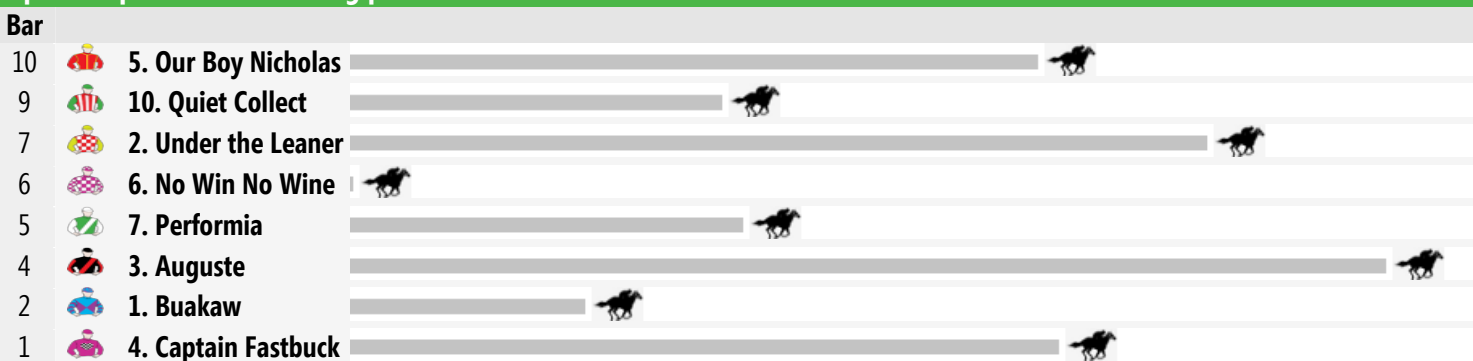 Bar
10 5. Our Boy Nicholas
9 10. Quiet Collect
7 2. Under the Leaner
6 6. No Win No Wine
5 7. Performia
4 3. Auguste
2 1. Buakaw
1 4. Captain Fastbuck